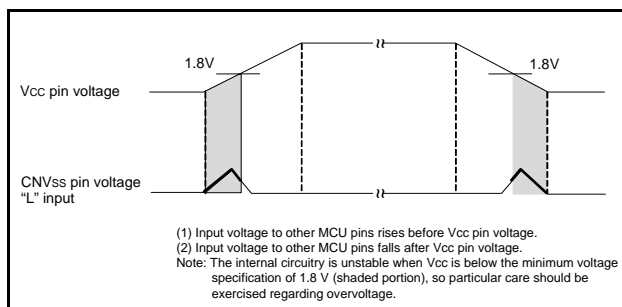 1.8V
1.8V
Vcc pin voltage
CNVss pin voltage
"L" input
(1) Input voltage to other MCU pins rises before Vcc pin voltage.
(2) Input voltage to other MCU pins falls after Vcc pin voltage.
Note: The internal circuitry is unstable when Vcc is below the minimum voltage
specification of 1.8 V (shaded portion), so particular care should be
exercised regarding overvoltage.